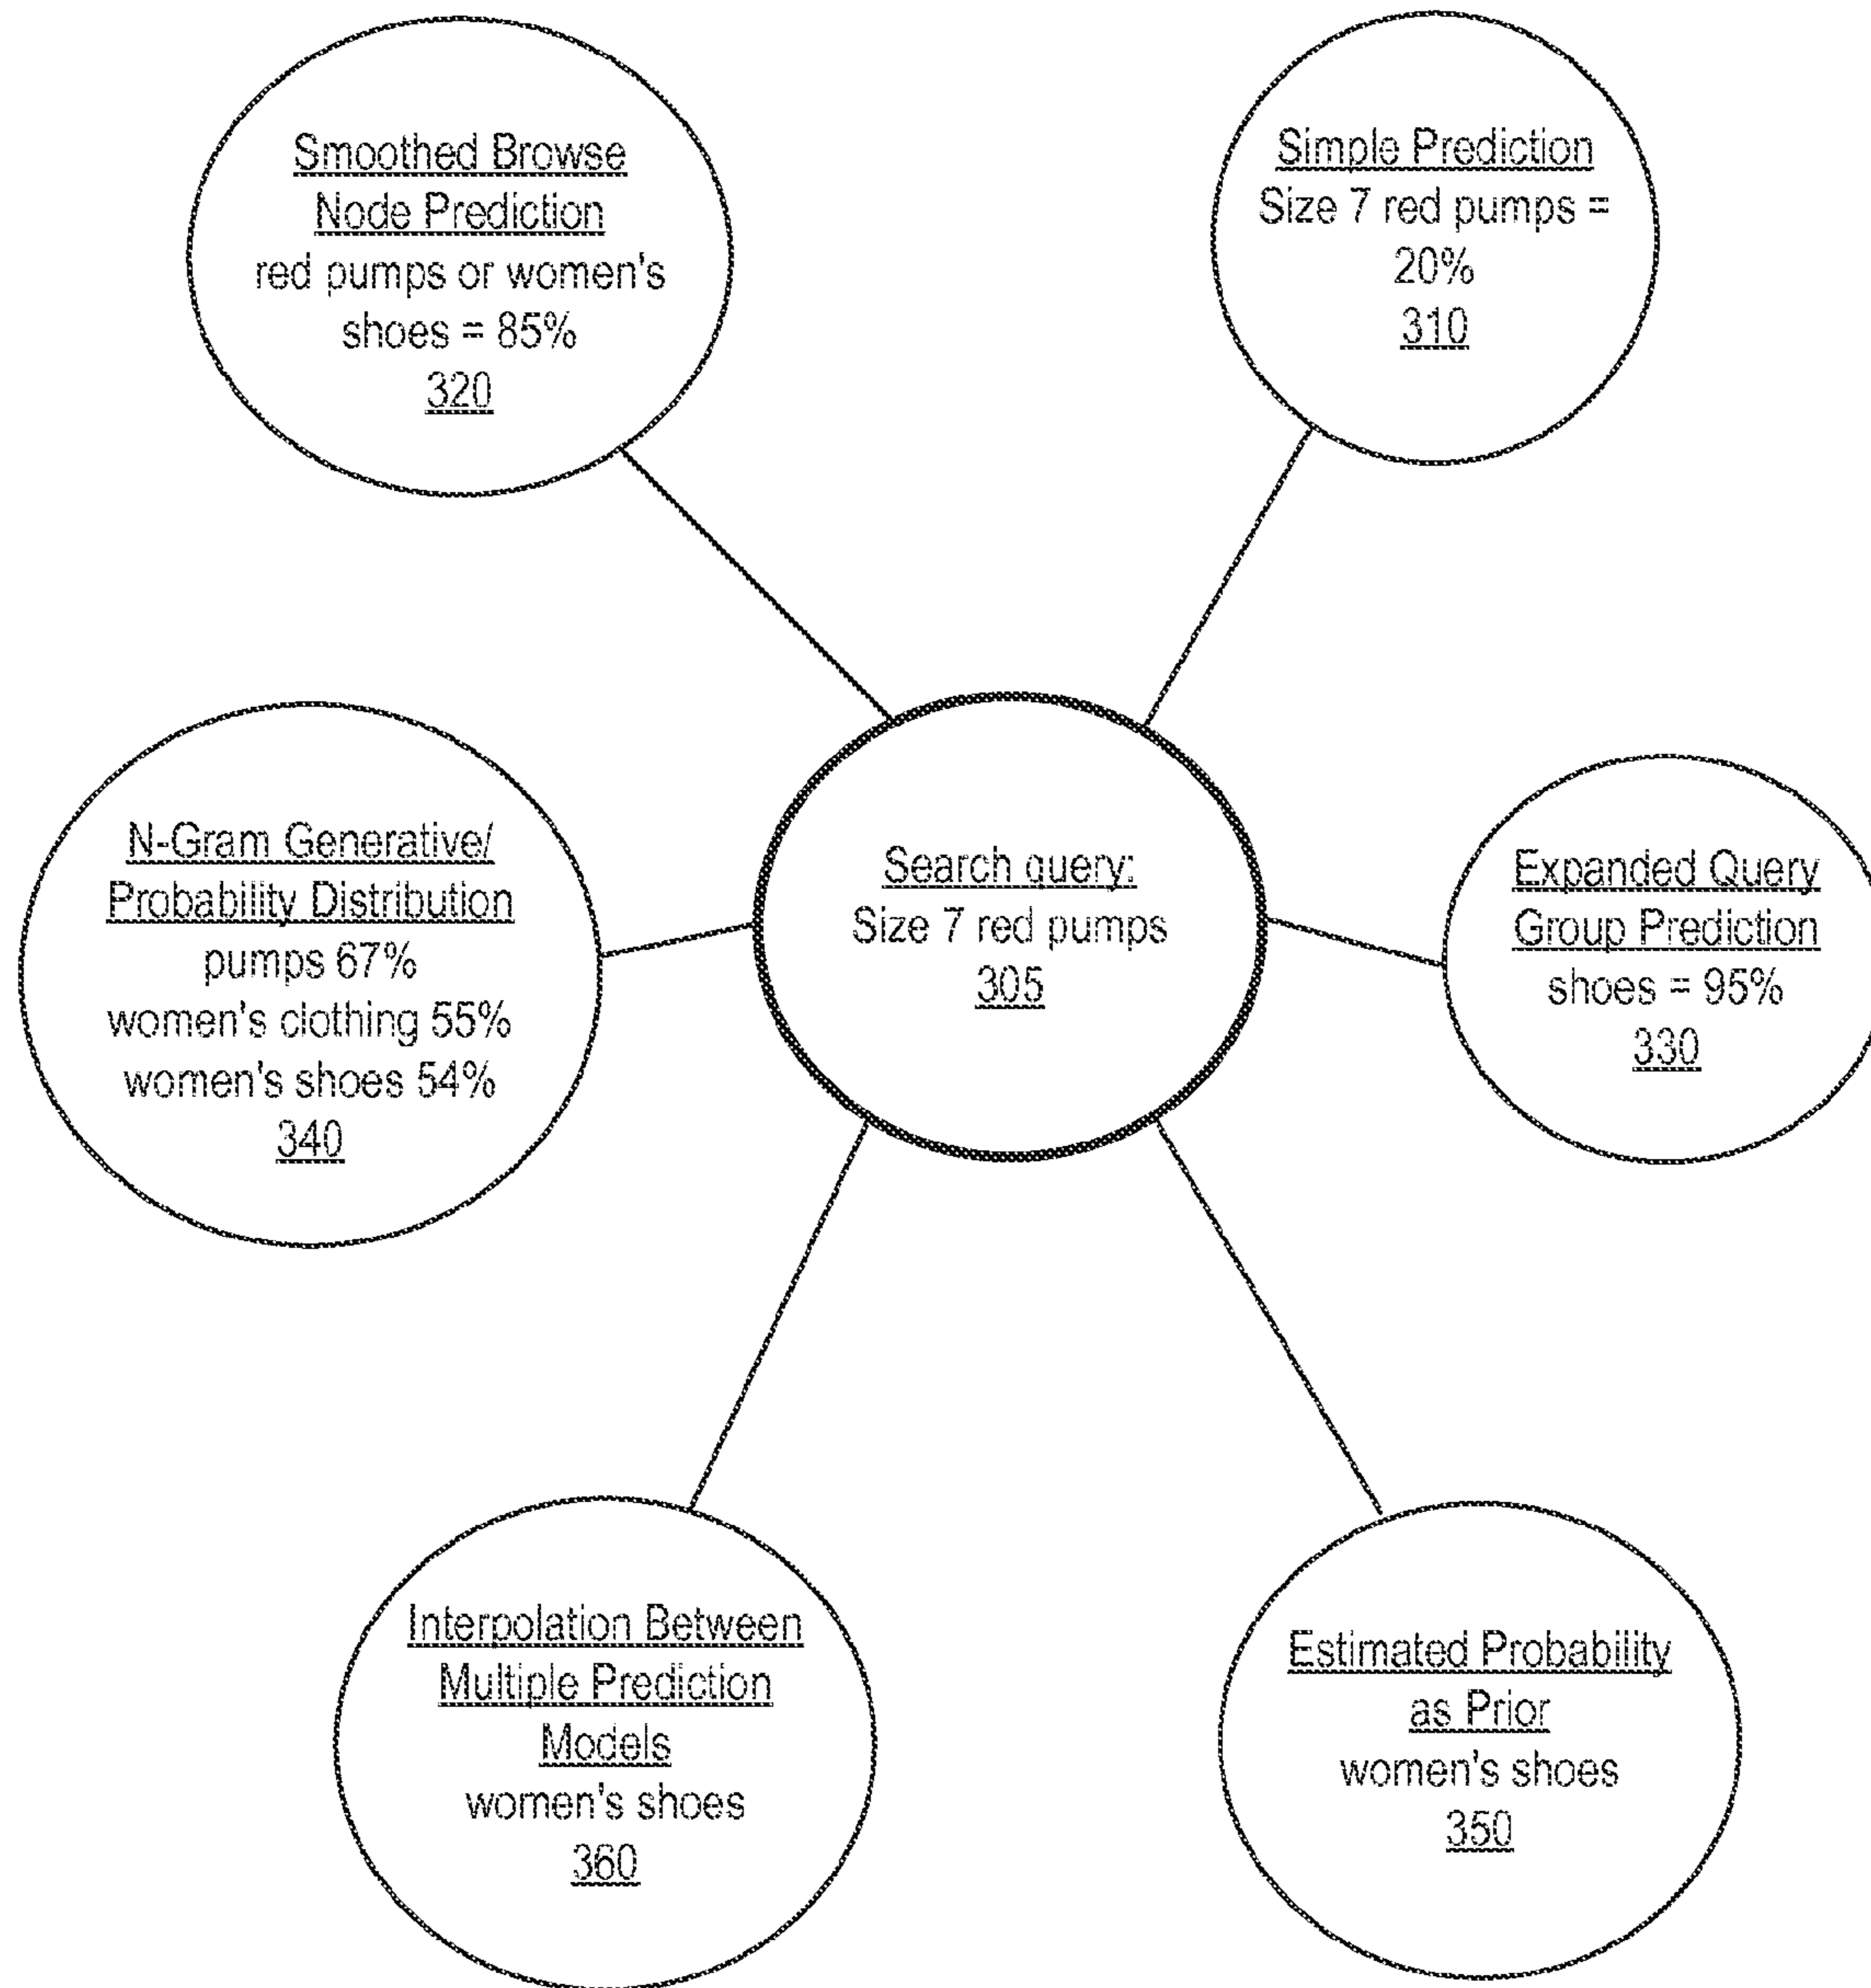 Smoothed Browse
Node Prediction
red pumps or women's
shoes = 85%
320
Simple Prediction
Size 7 red pumps =
20%
310
N-Gram Generative/
Probability Distribution
pumps 67%
women's clothing 55%
women's shoes 54%
340
Search query:
Size 7 red pumps
305
Expanded Query
Group Prediction
shoes = 95%
330
Interpolation Between
Multiple Prediction
Models
women's shoes
360
Estimated Probability
as Prior
women's shoes
350